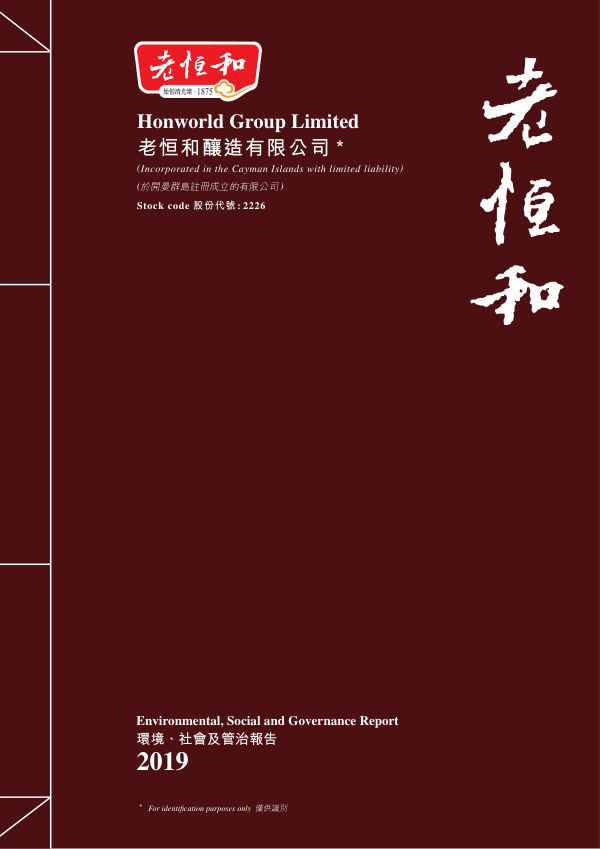 老恒和
始創清光緒·1875
Honworld Group Limited
老恒和釀造有限公司 *
(Incorporated in the Cayman Islands with limited liability)
(於開曼群島註冊成立的有限公司)
Stock code 股份代號 : 2226
老
恒
和
Environmental, Social and Governance Report
環境、社會及管治報告
2019
* For identification purposes only 僅供識別